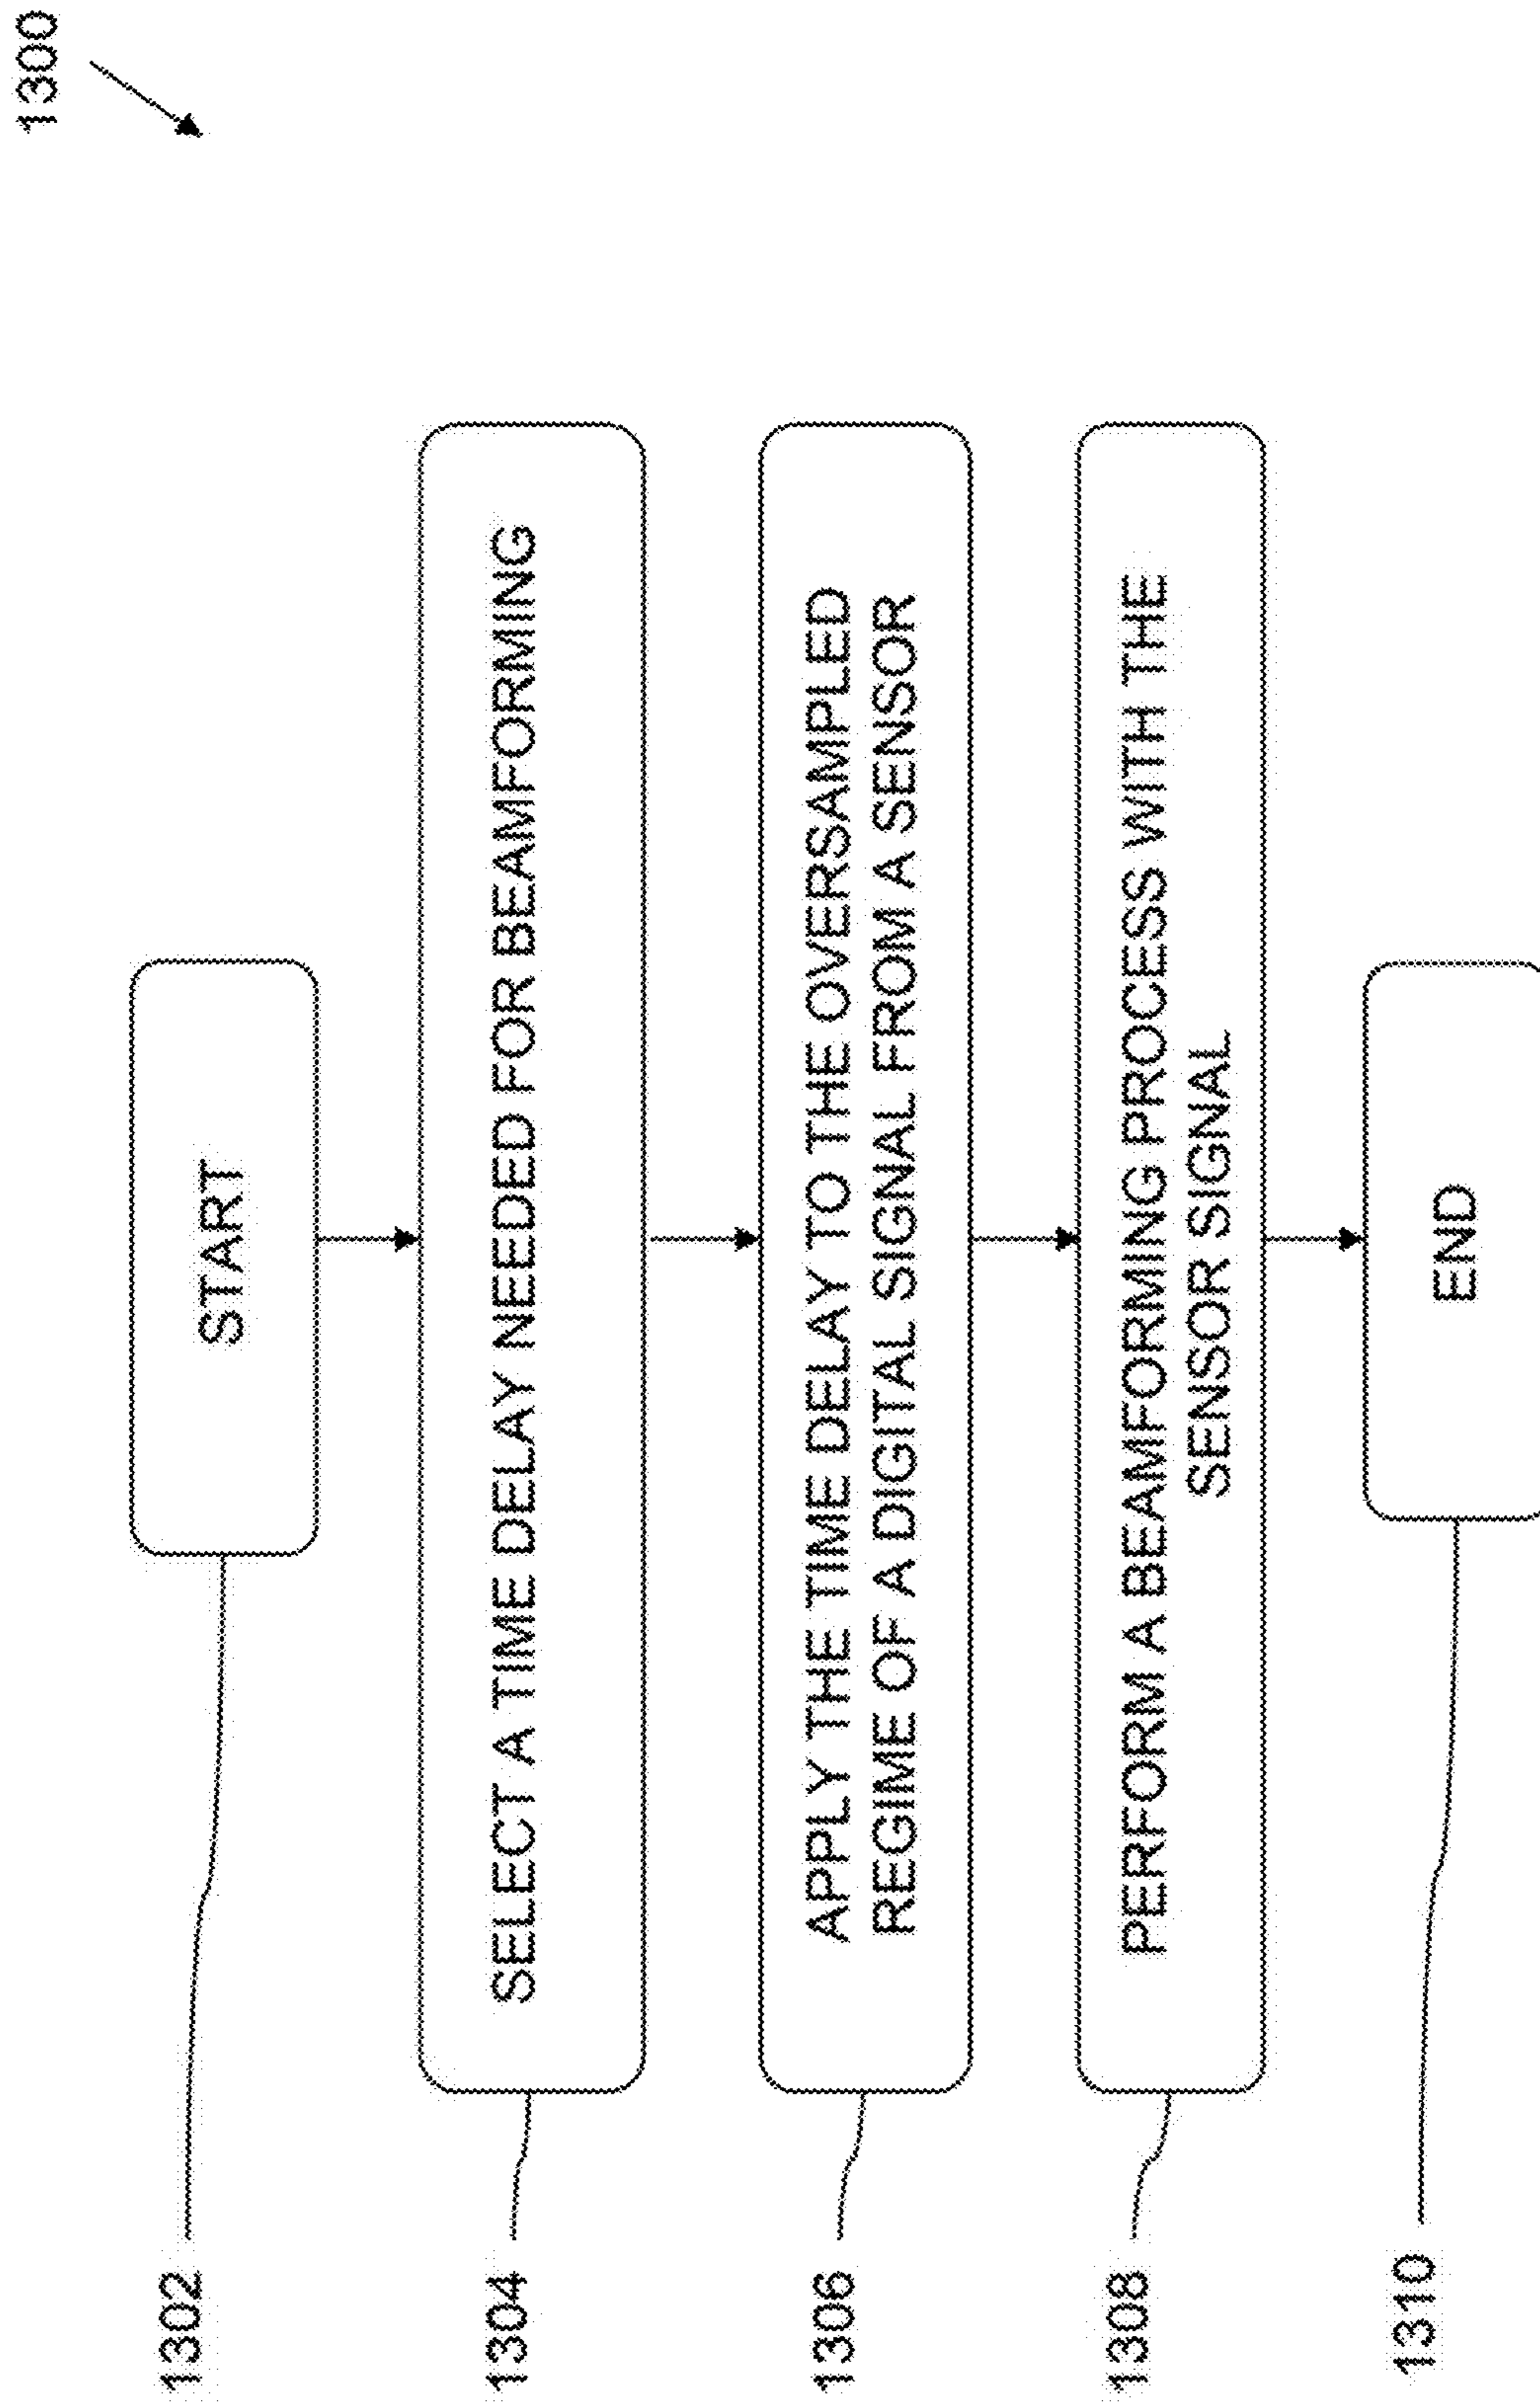 1300
1302
START
1304
SELECT A TIME DELAY NEEDED FOR BEAMFORMING
1306
APPLY THE TIME DELAY TO THE OVERSAMPLED
REGIME OF A DIGITAL SIGNAL FROM A SENSOR
1308
PERFORM A BEAMFORMING PROCESS WITH THE
SENSOR SIGNAL
1310
END